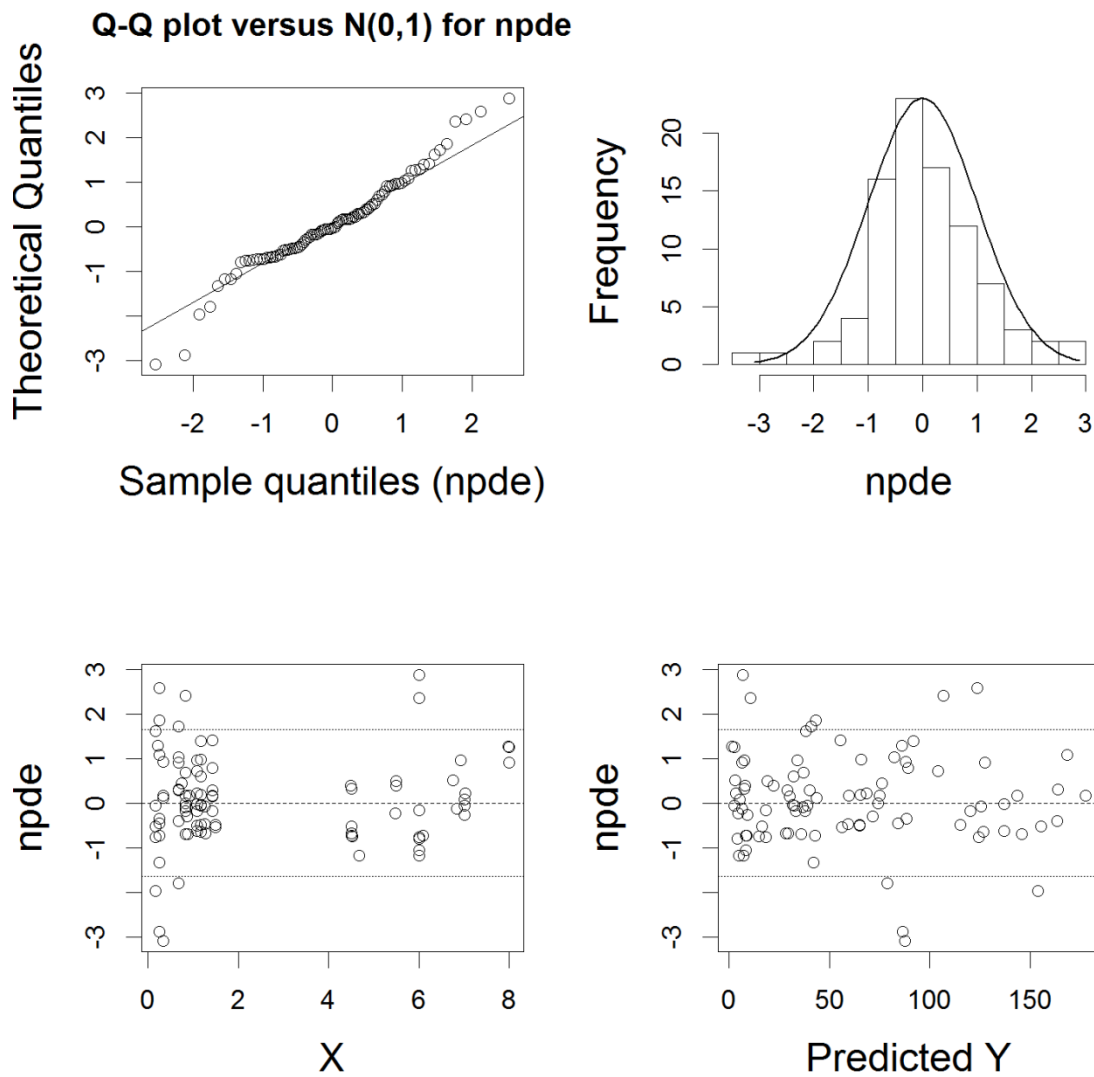 Q-Q plot versus N(0,1) for npde
Theoretical Quantiles
3
2
1
0
-1
-3
-2 -1 0 1 2
Sample quantiles (npde)
Frequency
20
15
10
5
0
-3 -2 -1 0 1 2 3
npde
npde
3
2
1
0
-1
-3
0 2 4 6 8
X
npde
3
2
1
0
-1
-3
0 50 100 150
Predicted Y